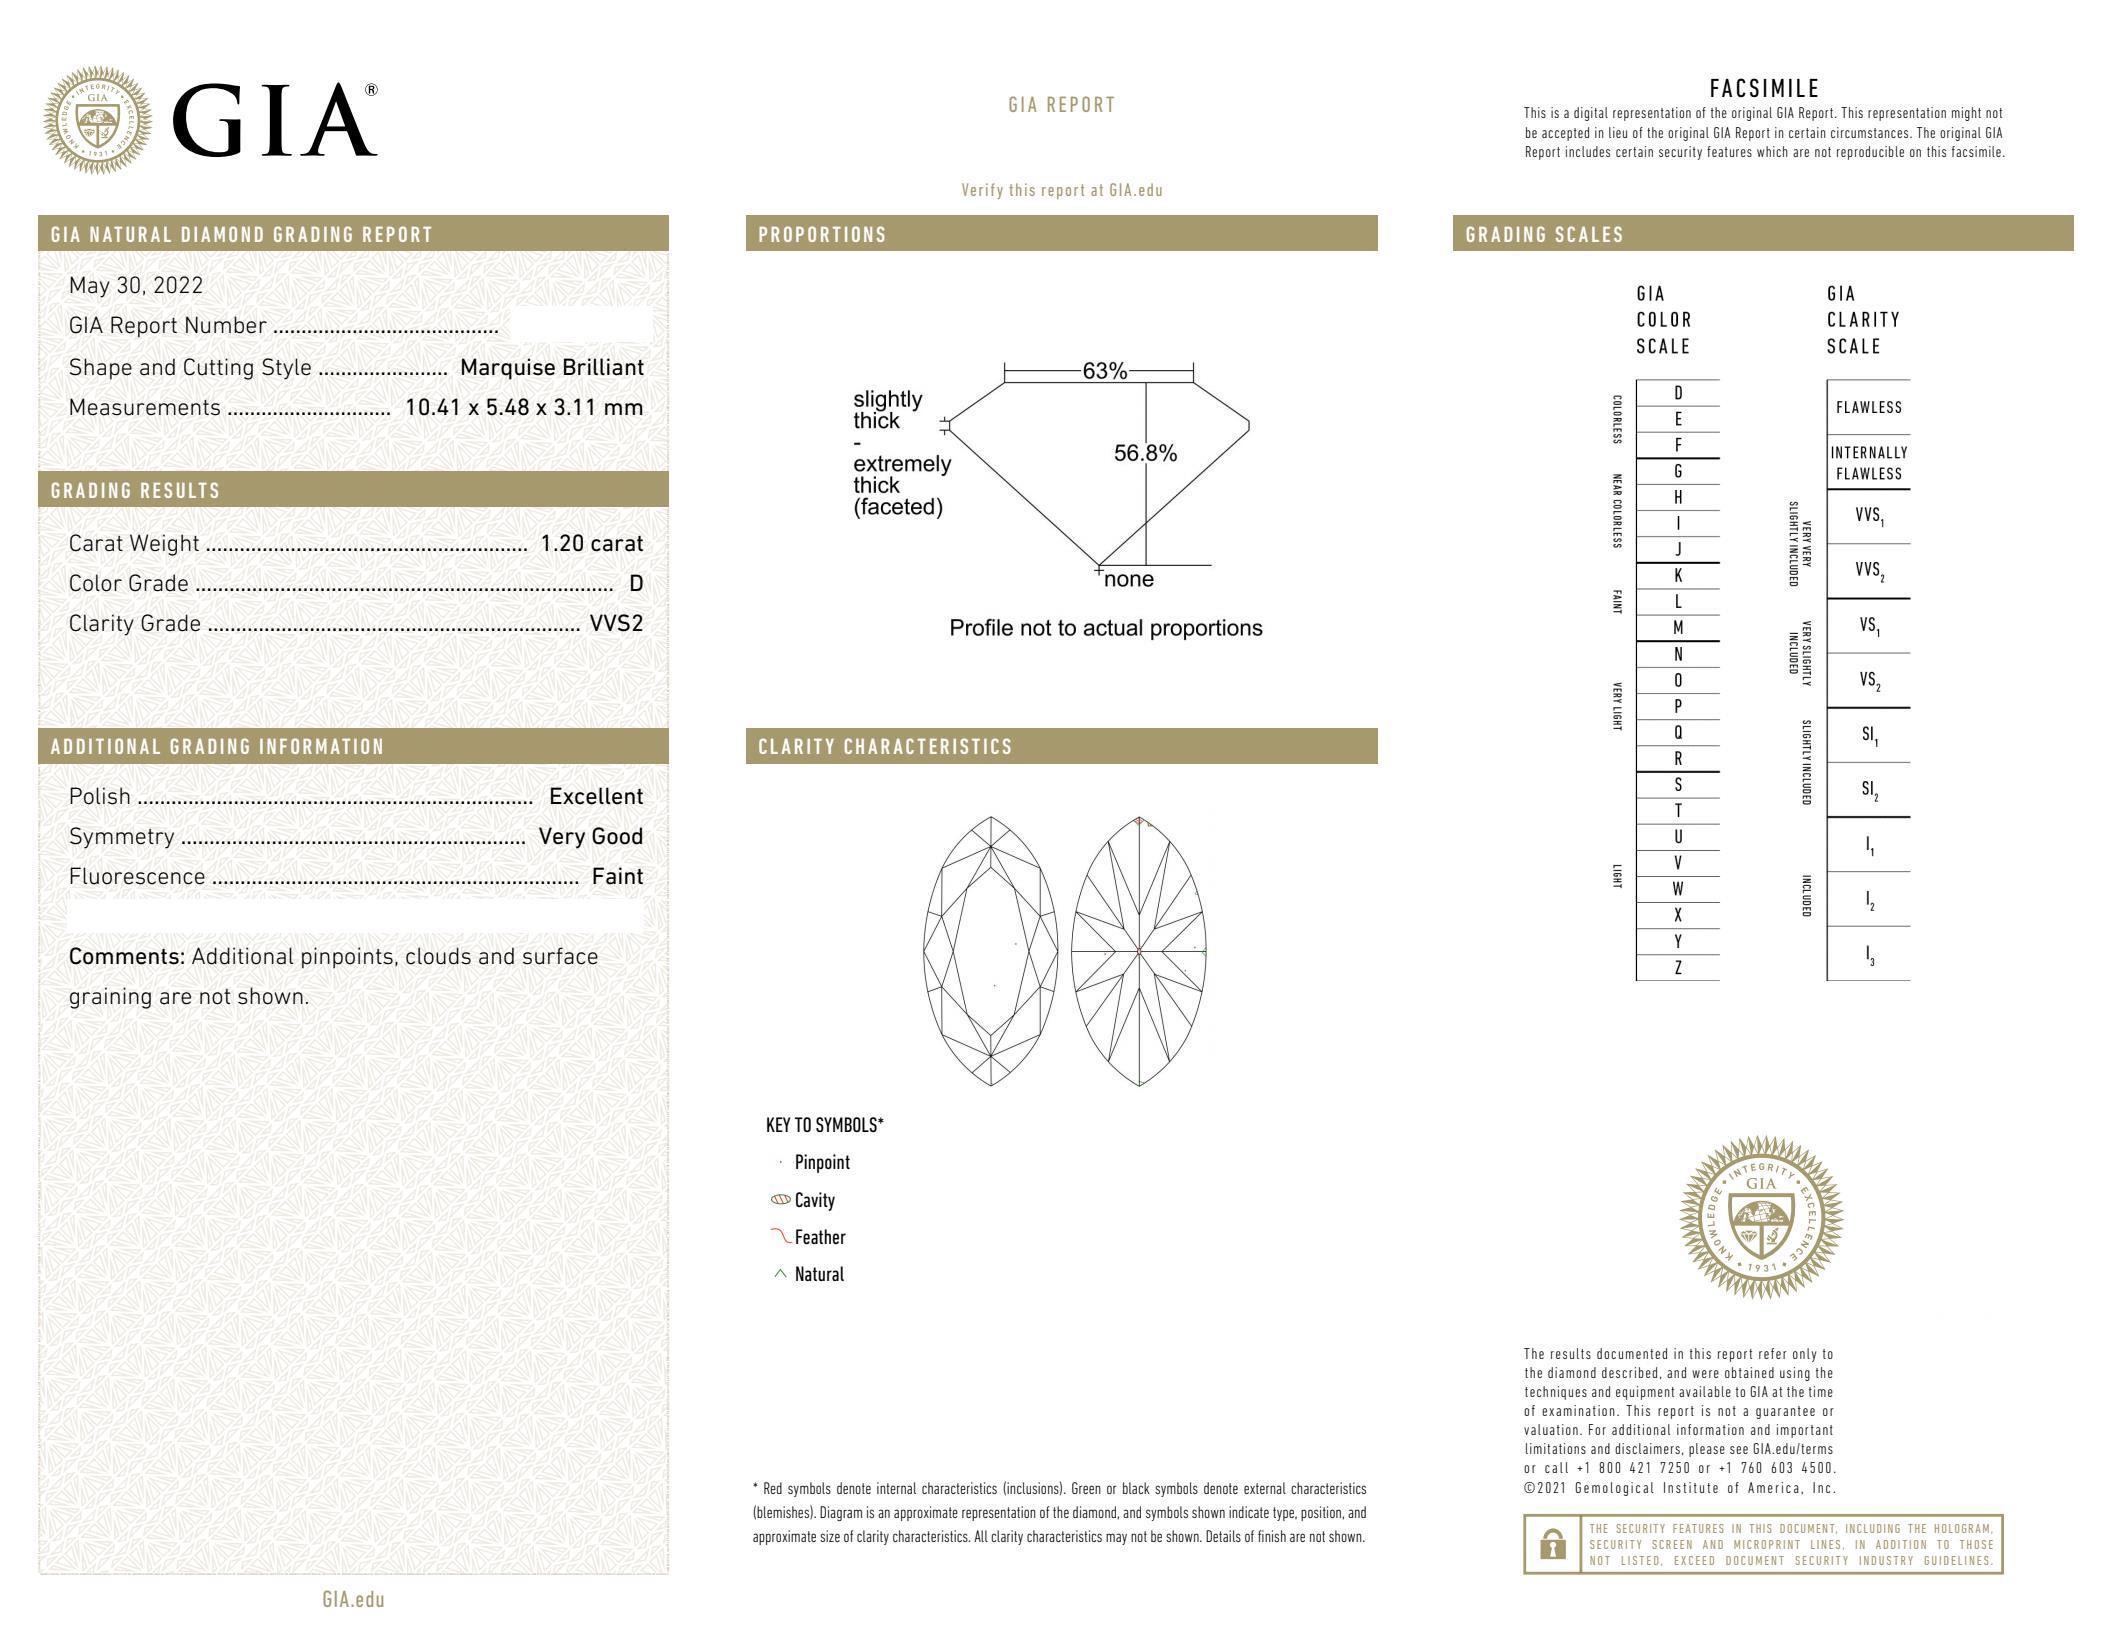 GIA®
INTEGRITY
EXCELLENCE
KNOWLEDGE
GIA
1931
GIA REPORT
Verify this report at GIA.edu
FACSIMILE
This is a digital representation of the original GIA Report. This representation might not
be accepted in lieu of the original GIA Report in certain circumstances. The original GIA
Report includes certain security features which are not reproducible on this facsimile.
GIA NATURAL DIAMOND GRADING REPORT
May 30, 2022
GIA Report Number ........................................
Shape and Cutting Style ....................... Marquise Brilliant
Measurements ............................. 10.41 x 5.48 x 3.11 mm
GRADING RESULTS
Carat Weight ......................................................... 1.20 carat
Color Grade .......................................................................... D
Clarity Grade .................................................................. VVS2
ADDITIONAL GRADING INFORMATION
Polish ...................................................................... Excellent
Symmetry ............................................................. Very Good
Fluorescence ................................................................. Faint
Comments: Additional pinpoints, clouds and surface
graining are not shown.
GIA.edu
PROPORTIONS
63%
slightly
thick
-
extremely
thick
(faceted)
56.8%
none
Profile not to actual proportions
CLARITY CHARACTERISTICS
KEY TO SYMBOLS*
Pinpoint
Cavity
Feather
Natural
* Red symbols denote internal characteristics (inclusions). Green or black symbols denote external characteristics
(blemishes). Diagram is an approximate representation of the diamond, and symbols shown indicate type, position, and
approximate size of clarity characteristics. All clarity characteristics may not be shown. Details of finish are not shown.
GRADING SCALES
GIA
COLOR
SCALE
COLORLESS
D
E
F
NEAR COLORLESS
G
H
I
J
FAINT
K
L
M
VERY LIGHT
N
O
P
Q
R
LIGHT
S
T
U
V
W
X
Y
Z
GIA
CLARITY
SCALE
FLAWLESS
INTERNALLY
FLAWLESS
VERY VERY
SLIGHTLY INCLUDED
VVS1
VVS2
VERY SLIGHTLY
INCLUDED
VS1
VS2
SLIGHTLY INCLUDED
SI1
SI2
INCLUDED
I1
I2
I3
INTEGRITY
EXCELLENCE
KNOWLEDGE
GIA
1931
The results documented in this report refer only to
the diamond described, and were obtained using the
techniques and equipment available to GIA at the time
of examination. This report is not a guarantee or
valuation. For additional information and important
limitations and disclaimers, please see GIA.edu/terms
or call +1 800 421 7250 or +1 760 603 4500.
©2021 Gemological Institute of America, Inc.
THE SECURITY FEATURES IN THIS DOCUMENT, INCLUDING THE HOLOGRAM,
SECURITY SCREEN AND MICROPRINT LINES, IN ADDITION TO THOSE
NOT LISTED, EXCEED DOCUMENT SECURITY INDUSTRY GUIDELINES.